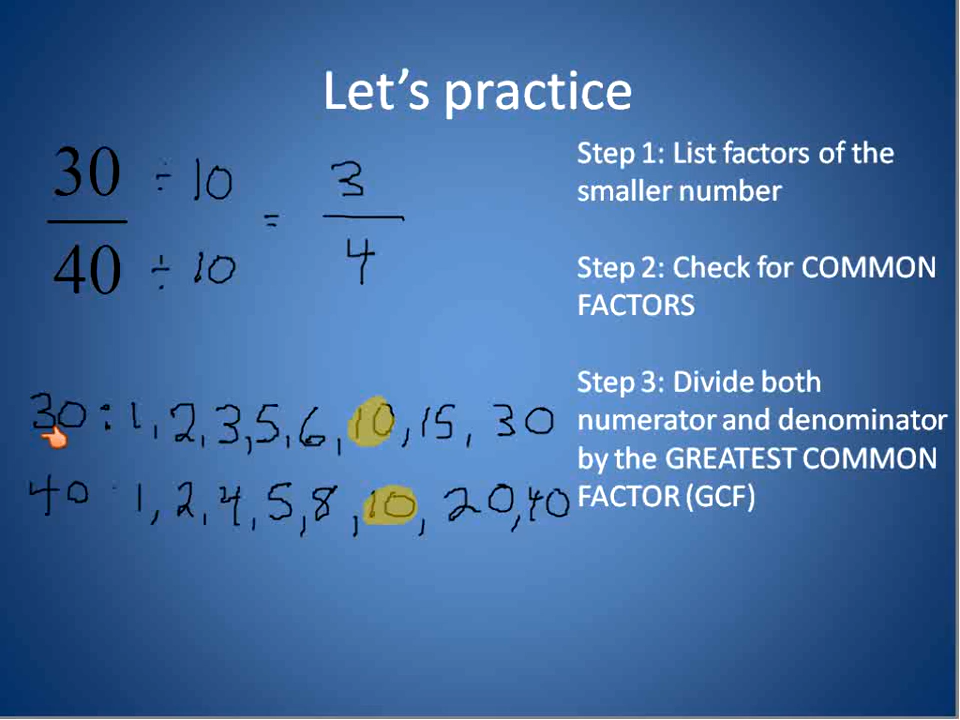 Let's practice
30 ÷ 10 = 3
40 ÷ 10 4
30 : 1, 2, 3, 5, 6, 10, 15, 30
40 : 1, 2, 4, 5, 8, 10, 20, 40
Step 1: List factors of the
smaller number
Step 2: Check for COMMON
FACTORS
Step 3: Divide both
numerator and denominator
by the GREATEST COMMON
FACTOR (GCF)